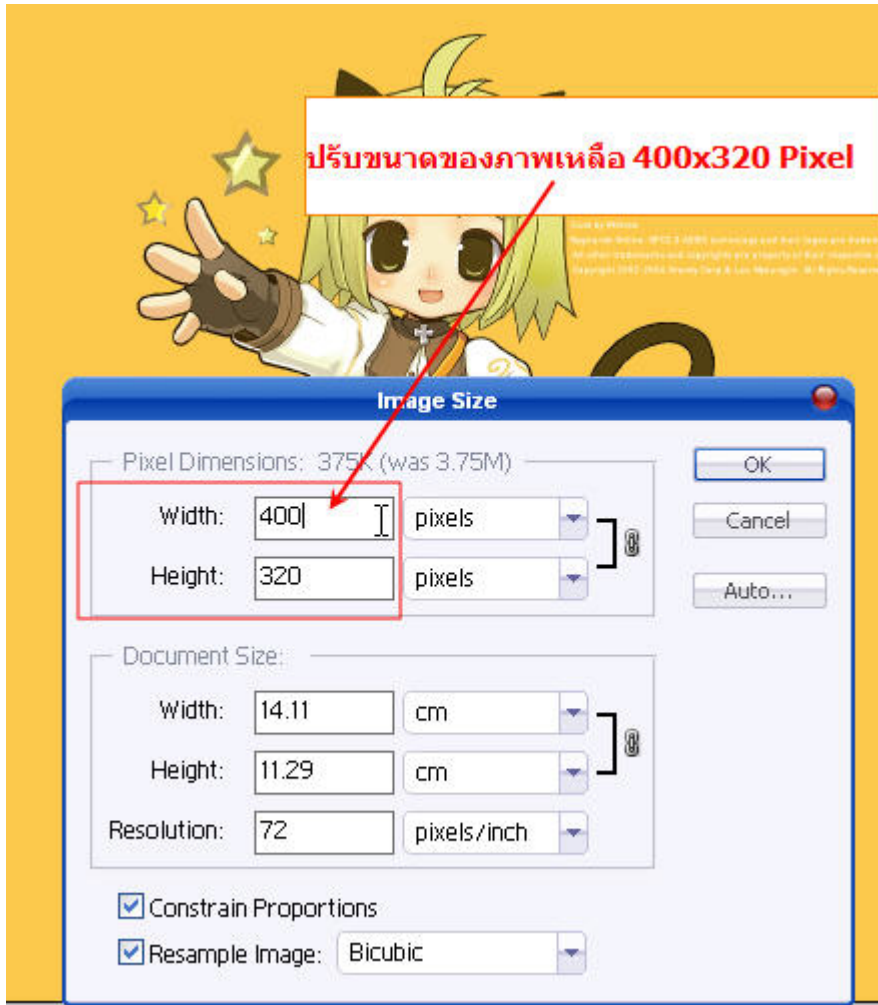 ปรับขนาดของภาพเหลือ 400x320 Pixel
Image Size
Pixel Dimensions: 375K (was 3.75M)
OK
Width: 400 pixels
Cancel
Height: 320 pixels
Auto...
Document Size:
Width: 14.11 cm
Height: 11.29 cm
Resolution: 72 pixels/inch
Constrain Proportions
Resample Image: Bicubic